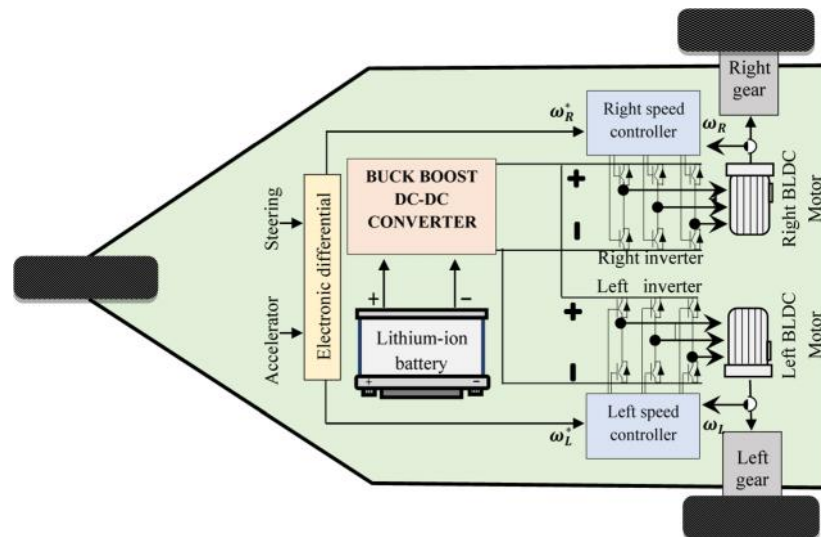 Right
gear
Right speed
controller
ω*R
ωR
BUCK BOOST
DC-DC
CONVERTER
+
−
Right BLDC
Motor
Right inverter
Steering
Accelerator
Electronic differential
+ −
Lithium-ion
battery
+ −
Left inverter
+
−
Left BLDC
Motor
Left speed
controller
ω*L
ωL
Left
gear